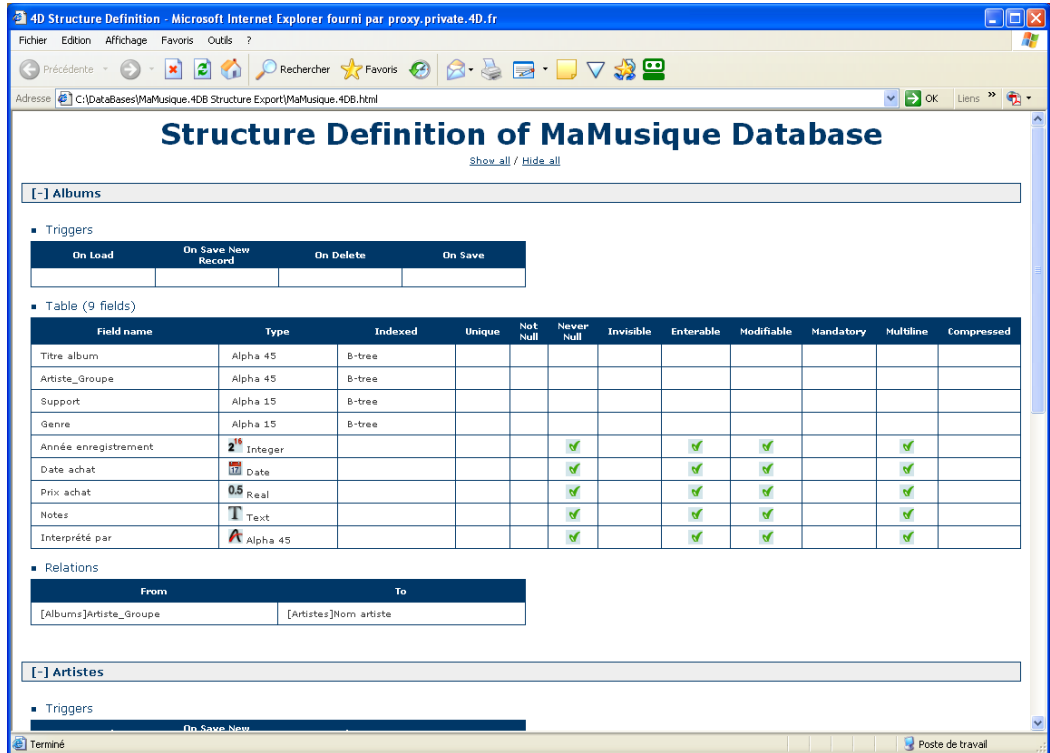 4D Structure Definition - Microsoft Internet Explorer fourni par proxy.private.4D.fr
Fichier Edition Affichage Favoris Outils ?
Précédente Rechercher Favoris
Adresse C:\DataBases\MaMusique.4DB Structure Export\MaMusique.4DB.html OK Liens »
Structure Definition of MaMusique Database
Show all / Hide all
[-] Albums
Triggers
On Load On Save New Record On Delete On Save
Table (9 fields)
Field name Type Indexed Unique Not Null Never Null Invisible Enterable Modifiable Mandatory Multiline Compressed
Titre album Alpha 45 B-tree
Artiste_Groupe Alpha 45 B-tree
Support Alpha 15 B-tree
Genre Alpha 15 B-tree
Année enregistrement 2^16 Integer
Date achat 17 Date
Prix achat 0.5 Real
Notes T Text
Interprété par A Alpha 45
Relations
From To
[Albums]Artiste_Groupe [Artistes]Nom artiste
[-] Artistes
Triggers
On Save New
Terminé Poste de travail